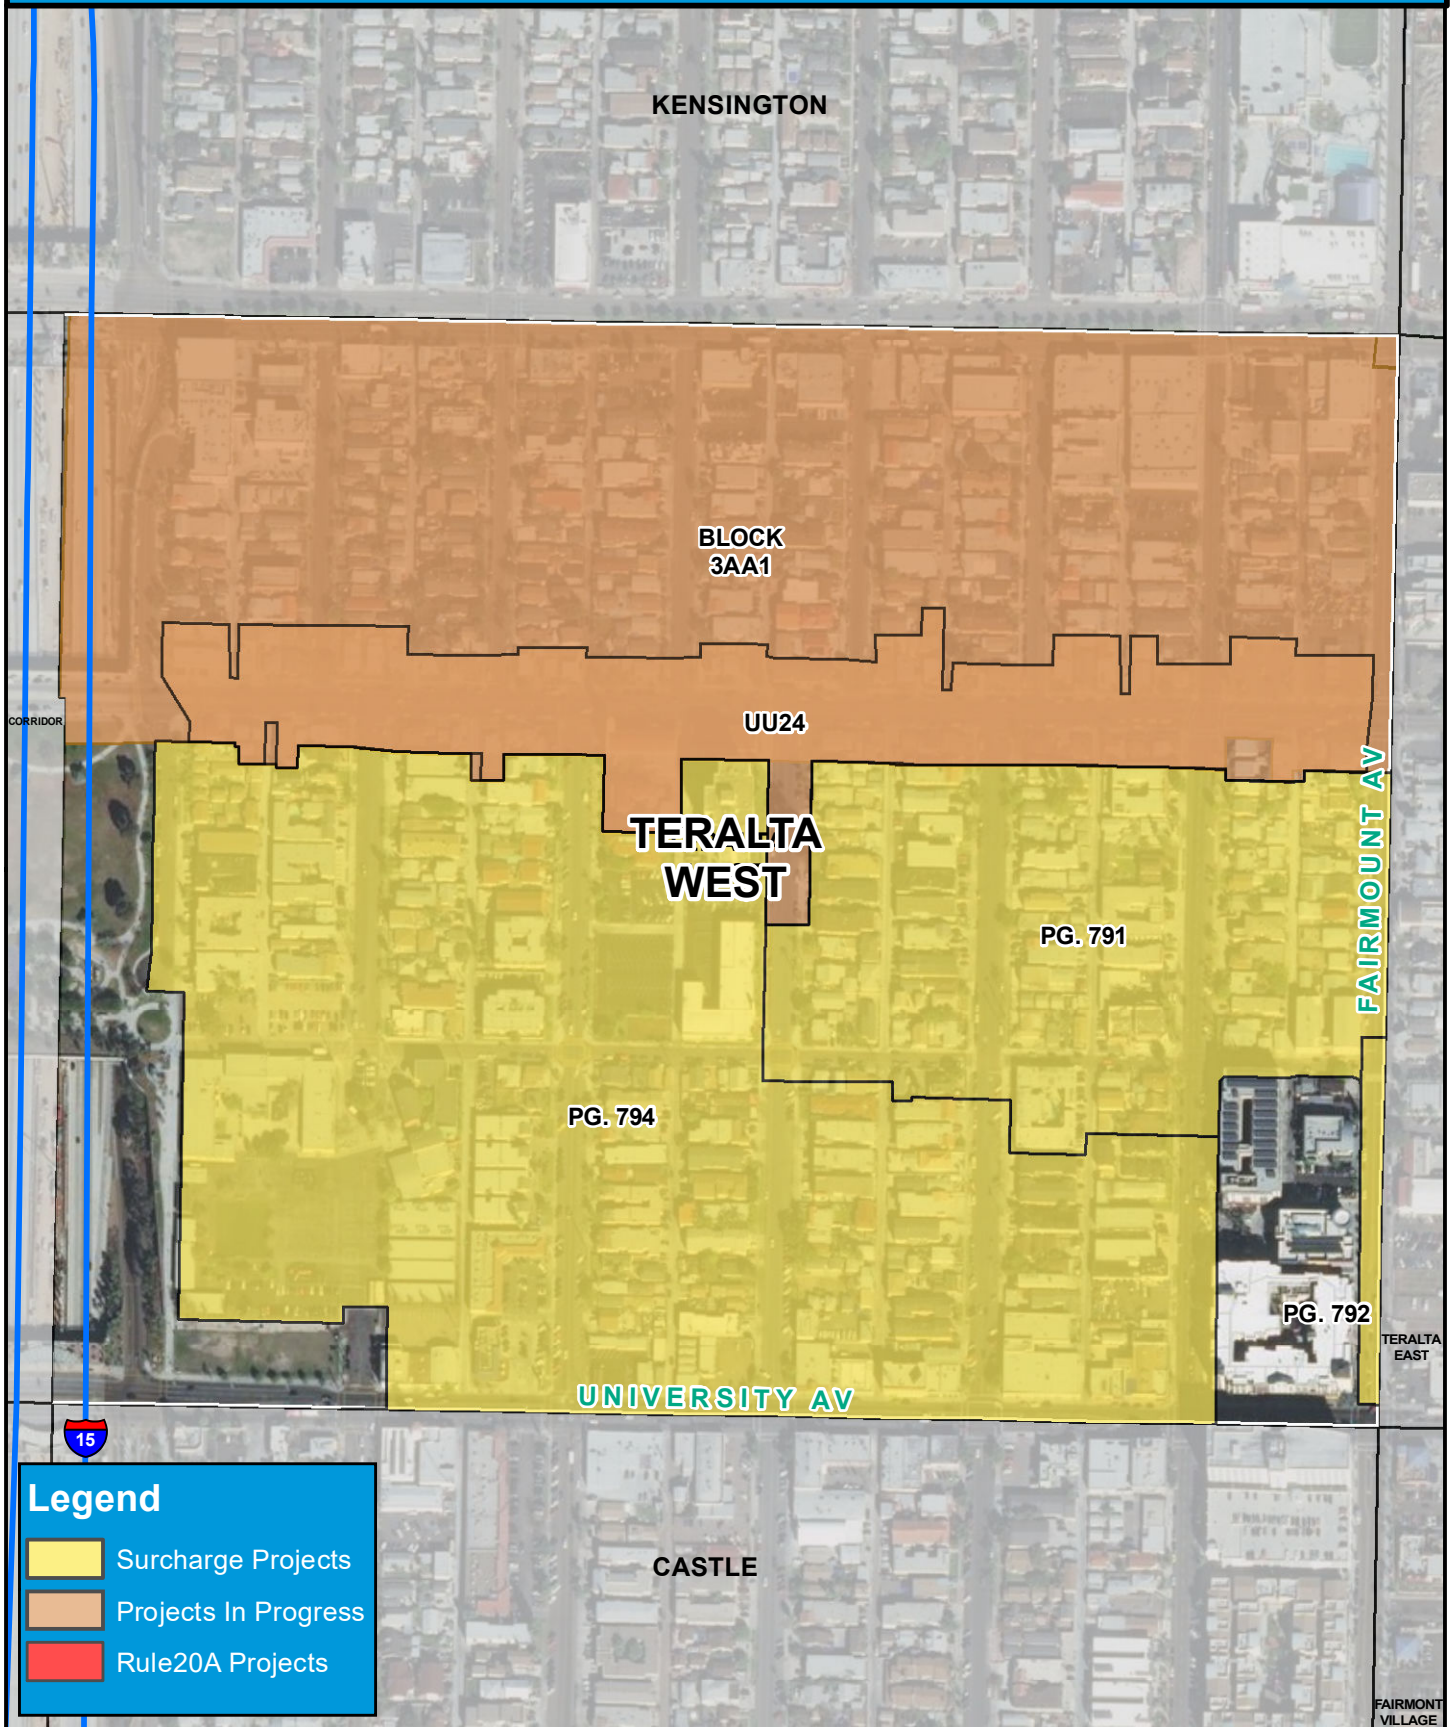 KENSINGTON
BLOCK
3AA1
UU24
CORRIDOR
TERALTA
WEST
FAIRMOUNT AV
PG. 791
PG. 794
PG. 792
TERALTA
EAST
UNIVERSITY AV
15
Legend
Surcharge Projects
Projects In Progress
Rule20A Projects
CASTLE
FAIRMONT
VILLAGE